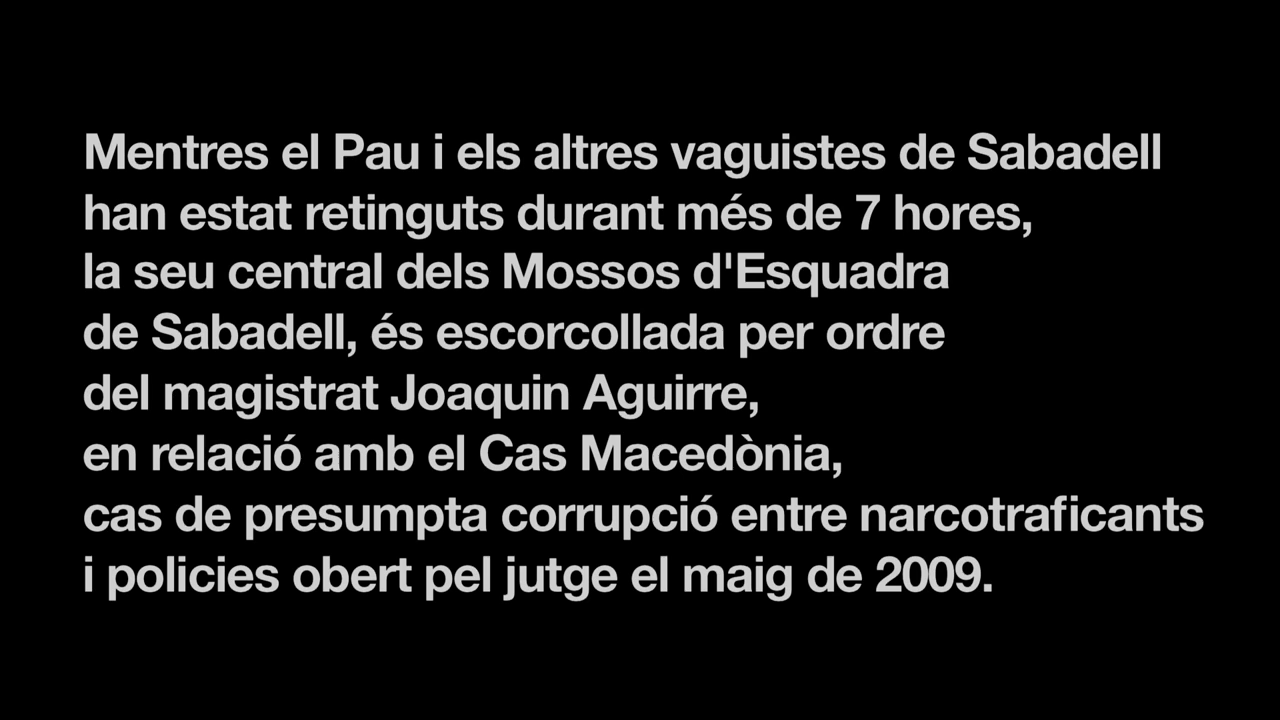 Mentres el Pau i els altres vaguistes de Sabadell
han estat retinguts durant més de 7 hores,
la seu central dels Mossos d'Esquadra
de Sabadell, és escorcollada per ordre
del magistrat Joaquin Aguirre,
en relació amb el Cas Macedònia,
cas de presumpta corrupció entre narcotraficants
i policies obert pel jutge el maig de 2009.